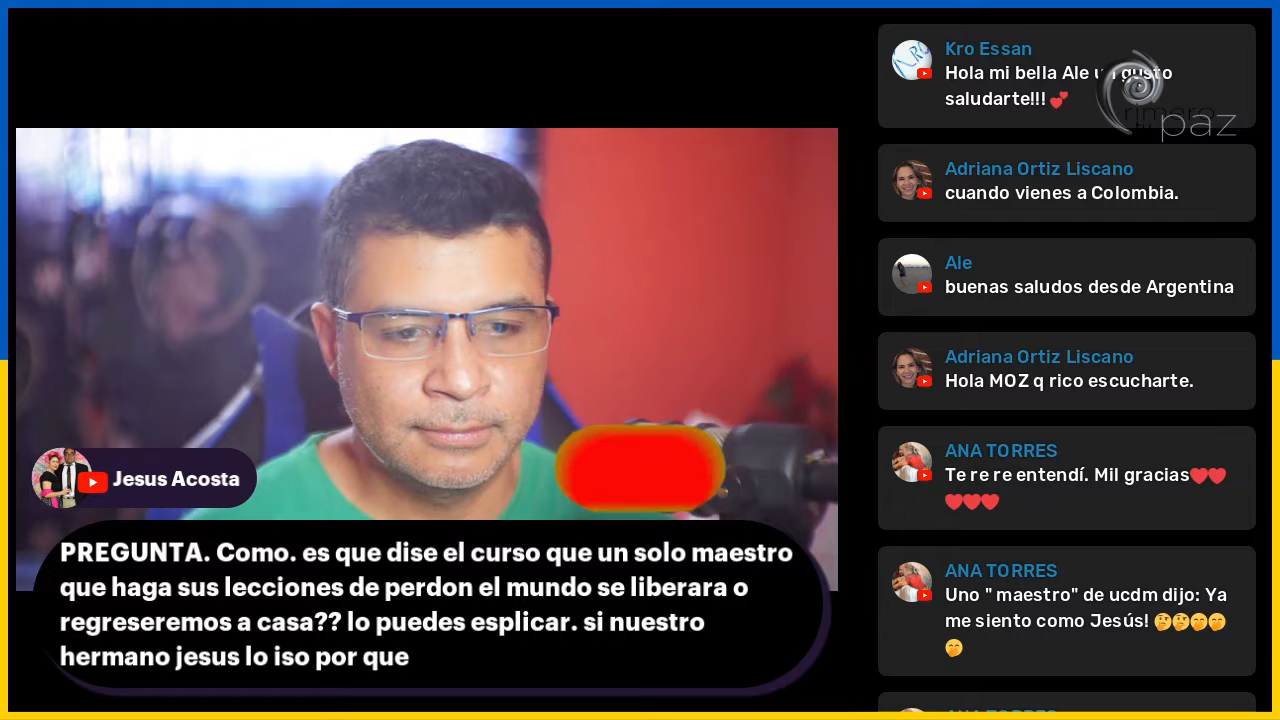 Kro Essan
Hola mi bella Ale un gusto
saludarte!!! 💕
paz
Adriana Ortiz Liscano
cuando vienes a Colombia.
Ale
buenas saludos desde Argentina
Adriana Ortiz Liscano
Hola MOZ q rico escucharte.
ANA TORRES
Te re re entendí. Mil gracias❤️❤️
❤️❤️❤️
ANA TORRES
Uno " maestro" de ucdm dijo: Ya
me siento como Jesús! 🤔🤔🤭🤭
🤭
Jesus Acosta
PREGUNTA. Como. es que dise el curso que un solo maestro
que haga sus lecciones de perdon el mundo se liberara o
regreseremos a casa?? lo puedes esplicar. si nuestro
hermano jesus lo iso por que